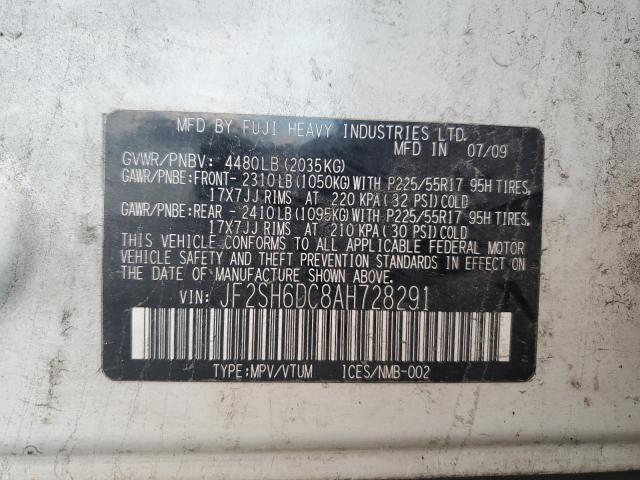 MFD BY FUJI HEAVY INDUSTRIES LTD.
MFD IN 07/09
GVWR/PNBV: 4480LB(2035KG)
GAWR/PNBE:FRONT- 2310LB(1050KG)WITH P225/55R17 95H TIRES,
17X7JJ RIMS AT 220 KPA(32 PSI)COLD
GAWR/PNBE:REAR - 2410LB(1095KG)WITH P225/55R17 95H TIRES,
17X7JJ RIMS AT 210 KPA(30 PSI)COLD
THIS VEHICLE CONFORMS TO ALL APPLICABLE FEDERAL MOTOR
VEHICLE SAFETY AND THEFT PREVENTION STANDARDS IN EFFECT ON
THE DATE OF MANUFACTURE SHOWN ABOVE.
VIN: JF2SH6DC8AH728291
TYPE:MPV/VTUM ICES/NMB-002